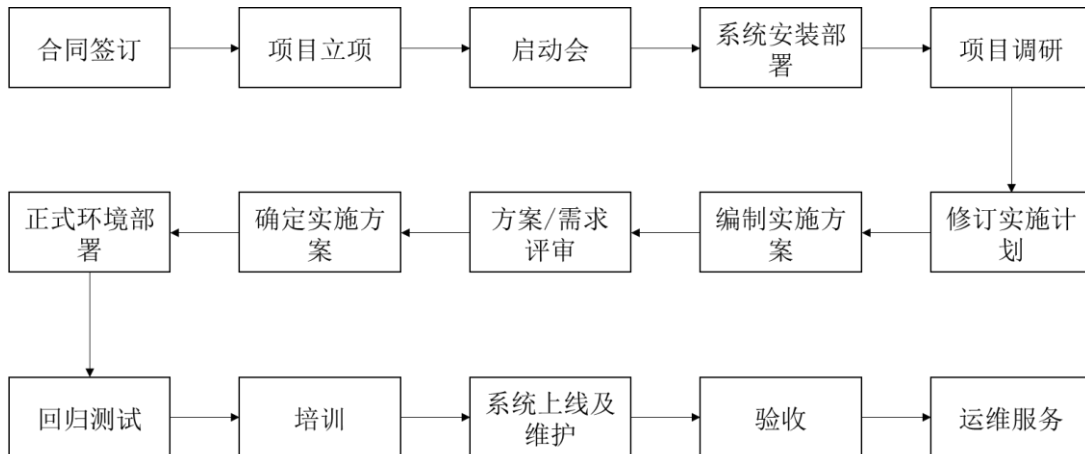 合同签订
项目立项
启动会
系统安装部
署
项目调研
修订实施计
划
编制实施方
案
方案/需求
评审
确定实施方
案
正式环境部
署
回归测试
培训
系统上线及
维护
验收
运维服务